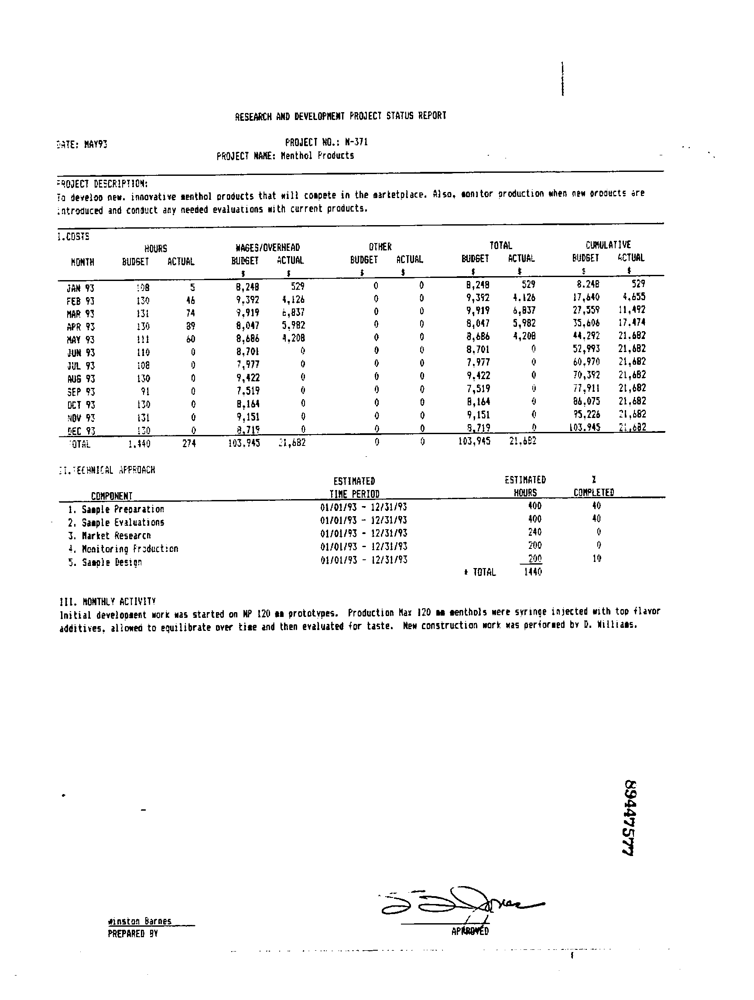 RESEARCH AND DEVELOPMENT PROJECT STATUS REPORT
DATE: MAY93 PROJECT NO.: N-371
PROJECT NAME: Menthol Products
PROJECT DESCRIPTION:
To develop new, innovative menthol products that will compete in the marketplace. Also, monitor production when new products are
introduced and conduct any needed evaluations with current products.
I.COSTS
HOURS WAGES/OVERHEAD OTHER TOTAL CUMULATIVE
MONTH BUDGET ACTUAL BUDGET ACTUAL BUDGET ACTUAL BUDGET ACTUAL BUDGET ACTUAL
$ $ $ $ $ $ $ $
JAN 93 108 5 8,248 529 0 0 8,248 529 8,248 529
FEB 93 130 46 9,392 4,126 0 0 9,392 4,126 17,640 4,655
MAR 93 131 74 9,919 6,837 0 0 9,919 6,837 27,559 11,492
APR 93 130 89 8,047 5,982 0 0 8,047 5,982 35,606 17,474
MAY 93 111 60 8,686 4,208 0 0 8,686 4,208 44,292 21,682
JUN 93 110 0 8,701 0 0 0 8,701 0 52,993 21,682
JUL 93 108 0 7,977 0 0 0 7,977 0 60,970 21,682
AUG 93 130 0 9,422 0 0 0 9,422 0 70,392 21,682
SEP 93 91 0 7,519 0 0 0 7,519 0 77,911 21,682
OCT 93 130 0 8,164 0 0 0 8,164 0 86,075 21,682
NOV 93 131 0 9,151 0 0 0 9,151 0 95,226 21,682
DEC 93 130 0 8,719 0 0 0 8,719 0 103,945 21,682
TOTAL 1,440 274 103,945 21,682 0 0 103,945 21,682
II.TECHNICAL APPROACH
ESTIMATED ESTIMATED %
COMPONENT TIME PERIOD HOURS COMPLETED
1. Sample Preparation 01/01/93 - 12/31/93 400 40
2. Sample Evaluations 01/01/93 - 12/31/93 400 40
3. Market Research 01/01/93 - 12/31/93 240 0
4. Monitoring Production 01/01/93 - 12/31/93 200 0
5. Sample Design 01/01/93 - 12/31/93 200 10
* TOTAL 1440
III. MONTHLY ACTIVITY
Initial development work was started on NP 120 mm prototypes. Production Max 120 mm menthols were syringe injected with top flavor
additives, allowed to equilibrate over time and then evaluated for taste. New construction work was performed by D. Williams.
89447577
Winston Barnes
PREPARED BY APPROVED